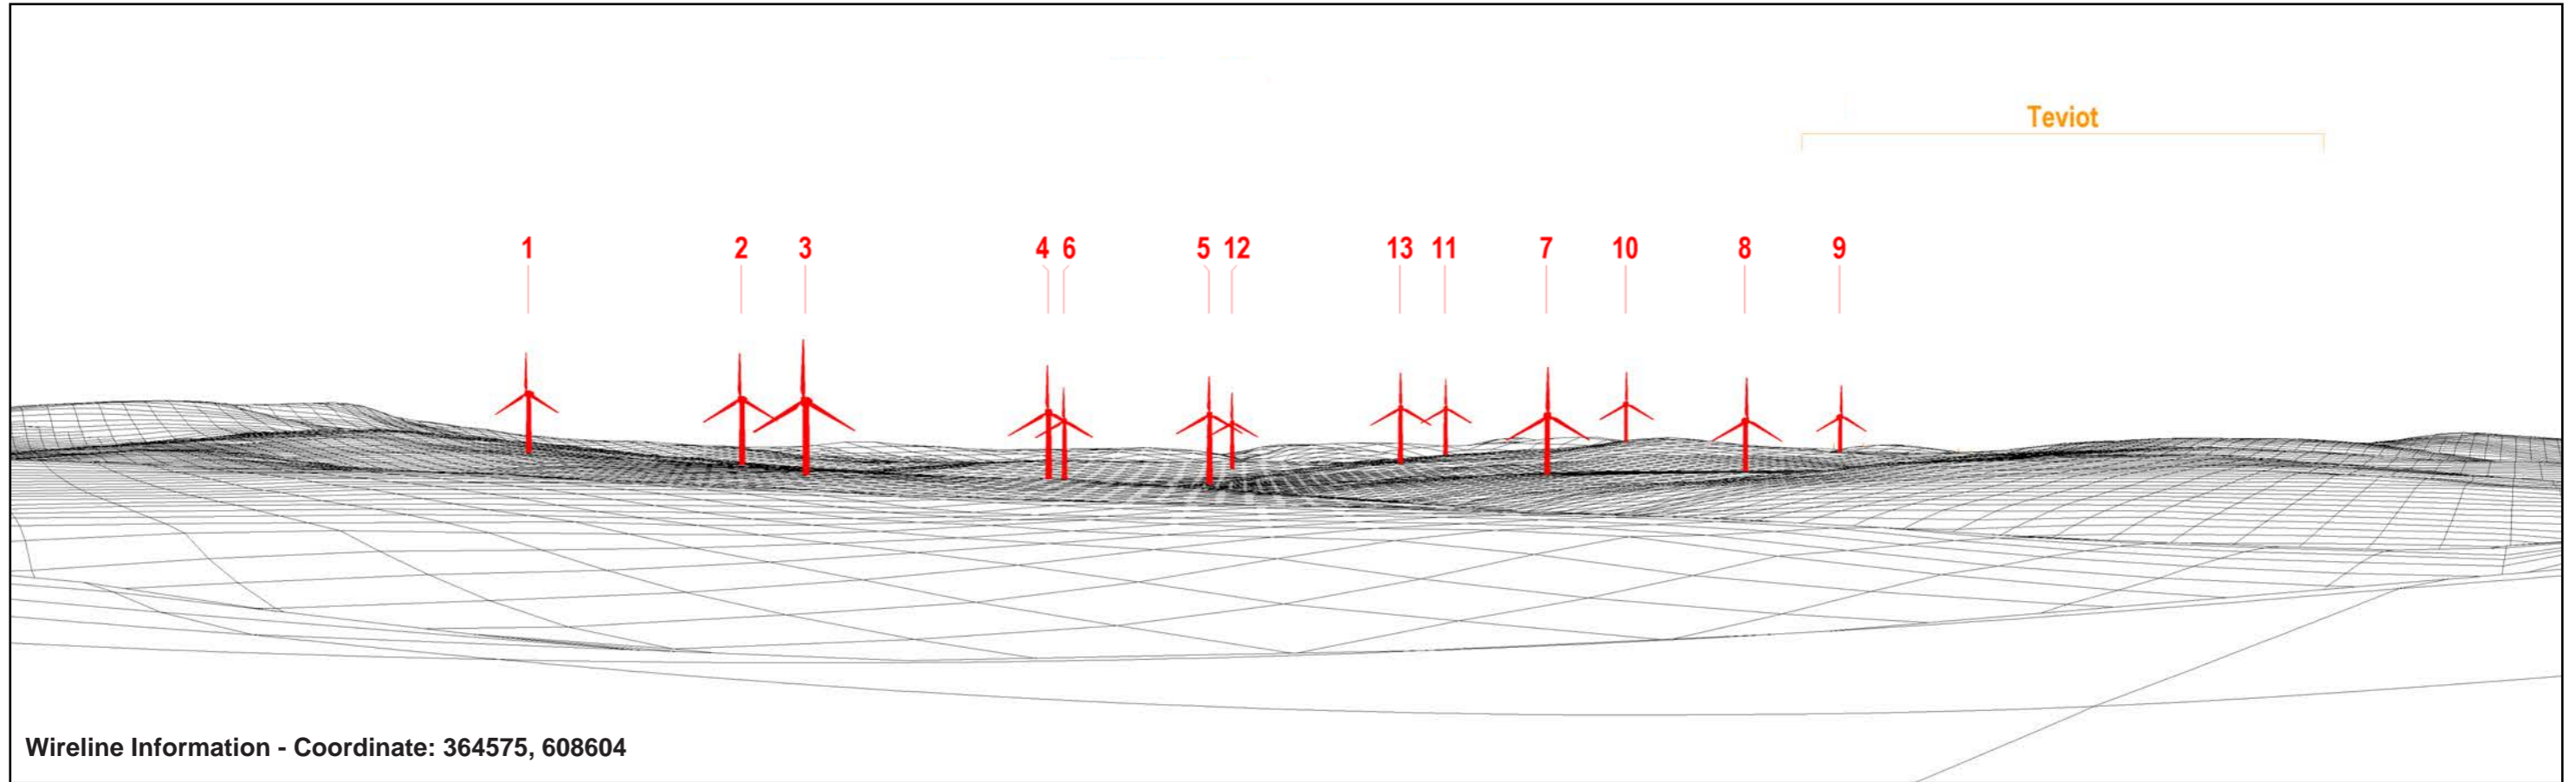 Teviot
1 2 3 4 6 5 12 13 11 7 10 8 9
Wireline Information - Coordinate: 364575, 608604